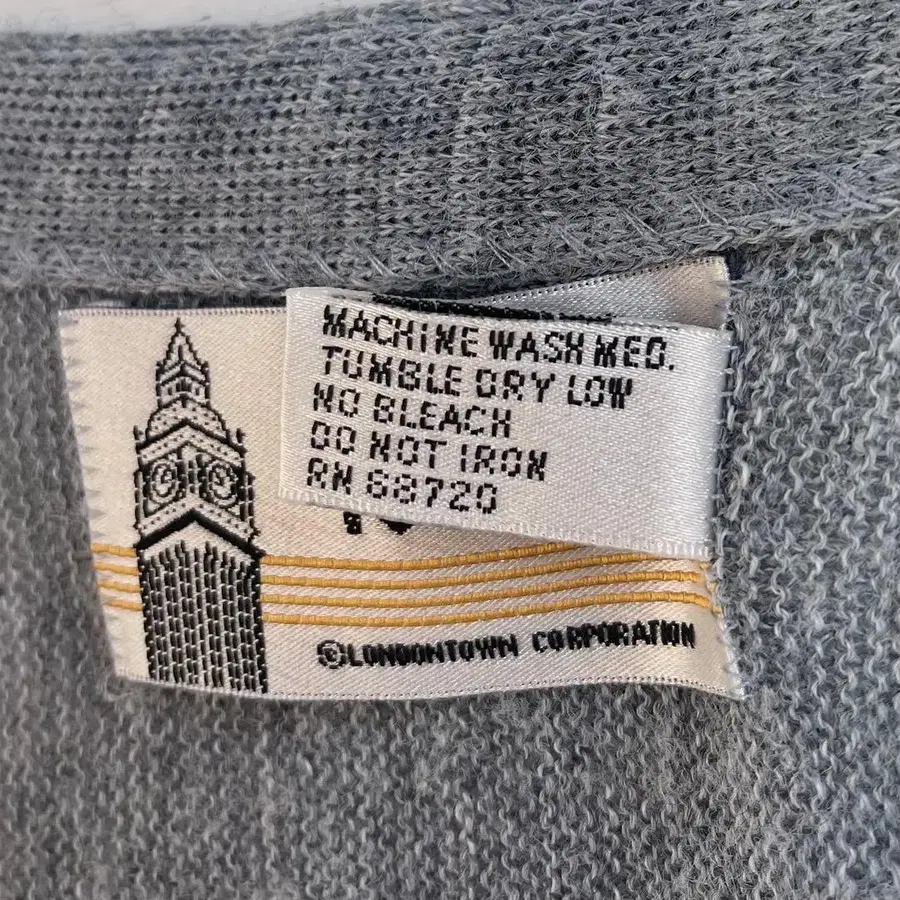 MACHINE WASH MED.
TUMBLE DRY LOW
NO BLEACH
DO NOT IRON
RN 68720
©LONDONTOWN CORPORATION